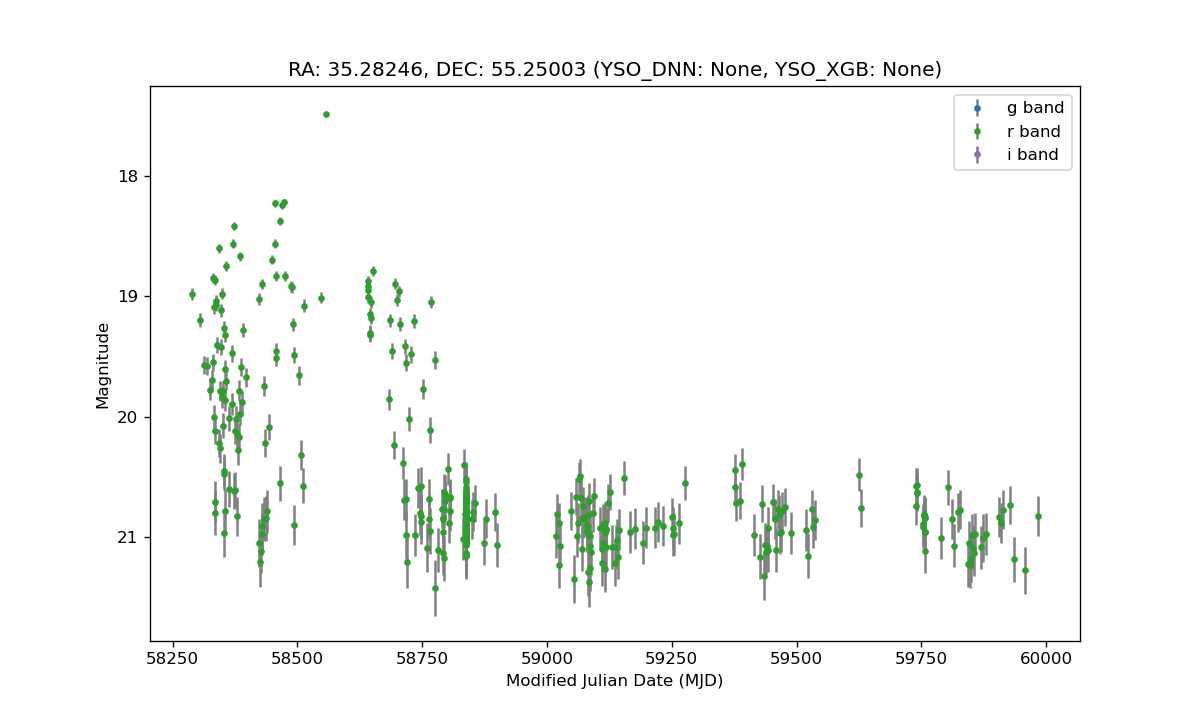 RA: 35.28246, DEC: 55.25003 (YSO_DNN: None, YSO_XGB: None)
g band
r band
i band
18
19
20
21
Magnitude
58250 58500 58750 59000 59250 59500 59750 60000
Modified Julian Date (MJD)